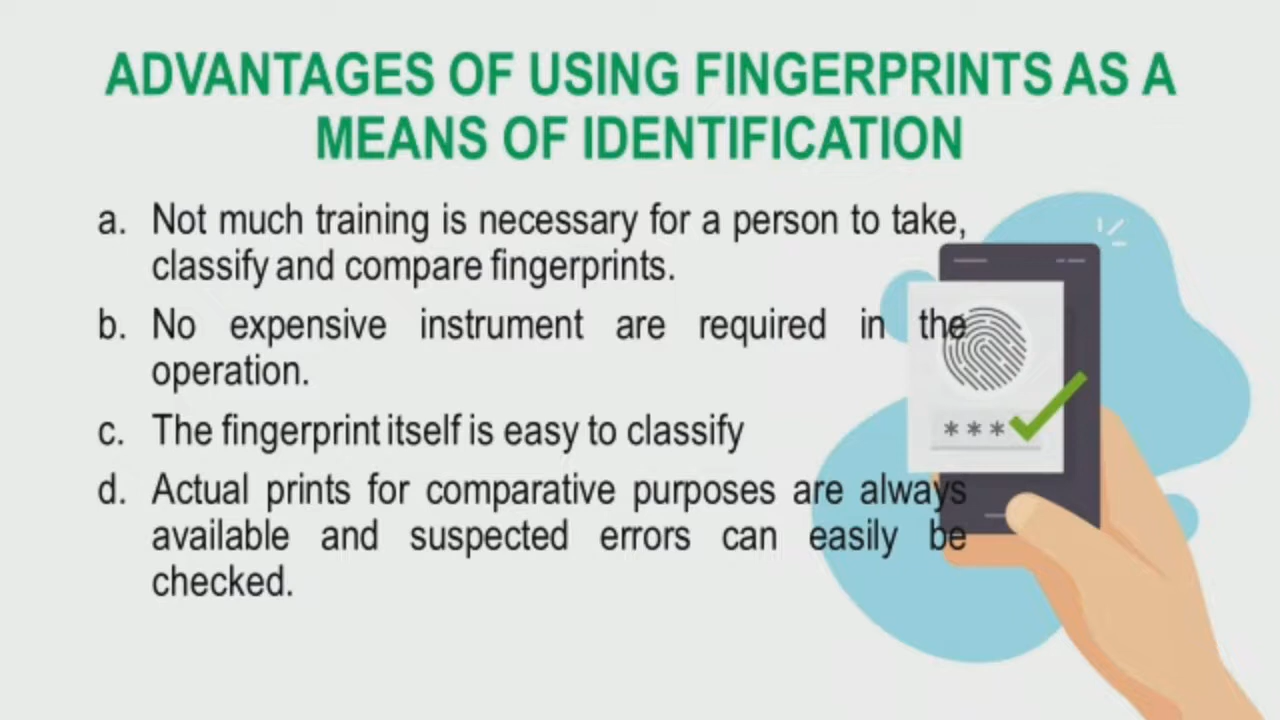 ADVANTAGES OF USING FINGERPRINTS AS A
MEANS OF IDENTIFICATION
a. Not much training is necessary for a person to take,
classify and compare fingerprints.
b. No expensive instrument are required in the
operation.
c. The fingerprint itself is easy to classify
d. Actual prints for comparative purposes are always
available and suspected errors can easily be
checked.
***